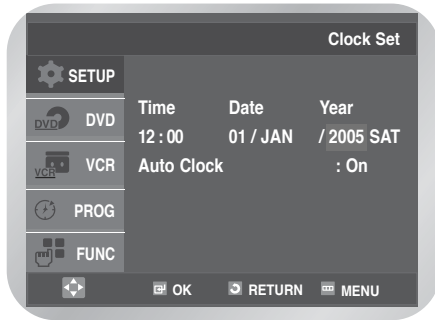 Clock Set
SETUP
DVD DVD
VCR VCR
PROG
FUNC
Time Date Year
12 : 00 01 / JAN / 2005 SAT
Auto Clock : On
OK RETURN MENU